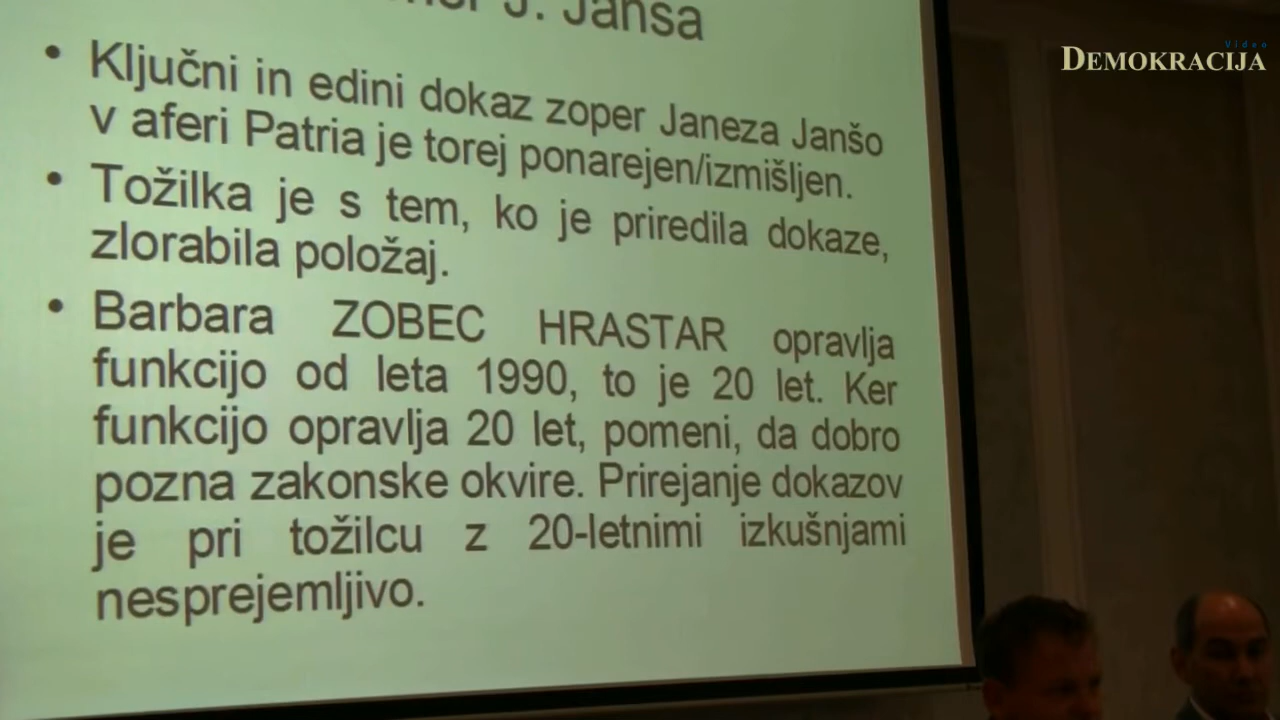 J. Janša
• Ključni in edini dokaz zoper Janeza Janšo
v aferi Patria je torej ponarejen/izmišljen.
• Tožilka je s tem, ko je priredila dokaze,
zlorabila položaj.
• Barbara ZOBEC HRASTAR opravlja
funkcijo od leta 1990, to je 20 let. Ker
funkcijo opravlja 20 let, pomeni, da dobro
pozna zakonske okvire. Prirejanje dokazov
je pri tožilcu z 20-letnimi izkušnjami
nesprejemljivo.
Video
DEMOKRACIJA